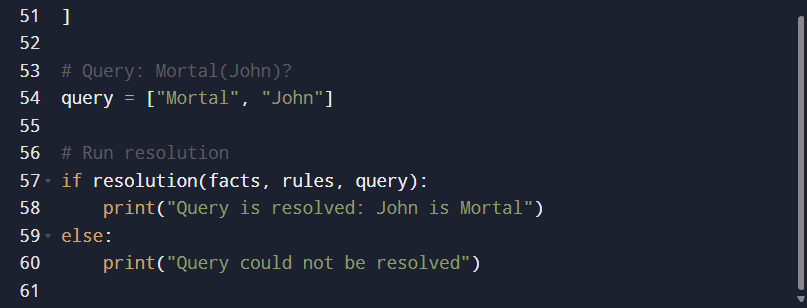 51 ]
52
53 # Query: Mortal(John)?
54 query = ["Mortal", "John"]
55
56 # Run resolution
57 if resolution(facts, rules, query):
58     print("Query is resolved: John is Mortal")
59 else:
60     print("Query could not be resolved")
61